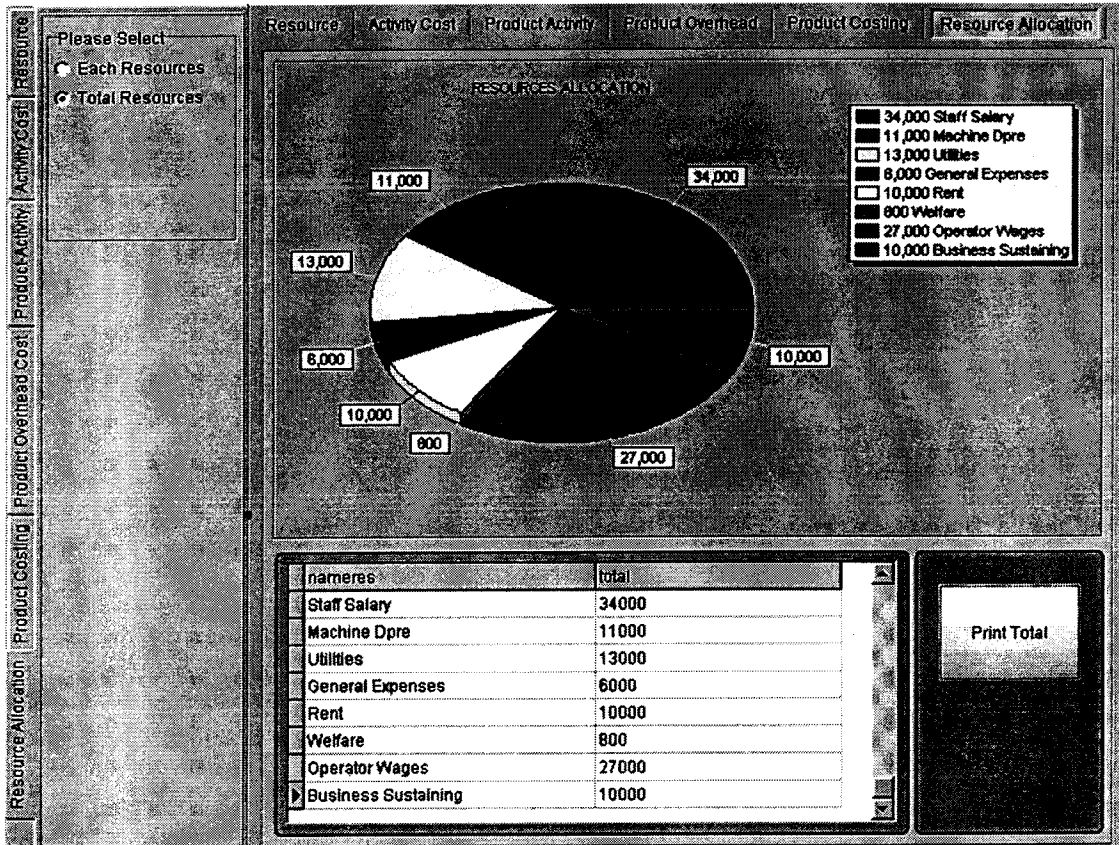 Resource Activity Cost Product Activity Product Overhead Product Costing Resource Allocation
Resource
Activity Cost
Product Activity
Product Overhead Cost
Product Costing
Resource Allocation
Please Select
Each Resources
Total Resources
RESOURCES ALLOCATION
34,000 Staff Salary
11,000 Machine Dpre
13,000 Utilities
6,000 General Expenses
10,000 Rent
800 Welfare
27,000 Operator Wages
10,000 Business Sustaining
11,000
34,000
13,000
6,000
10,000
10,000
800
27,000
nameres total
Staff Salary 34000
Machine Dpre 11000
Utilities 13000
General Expenses 6000
Rent 10000
Welfare 800
Operator Wages 27000
Business Sustaining 10000
Print Total